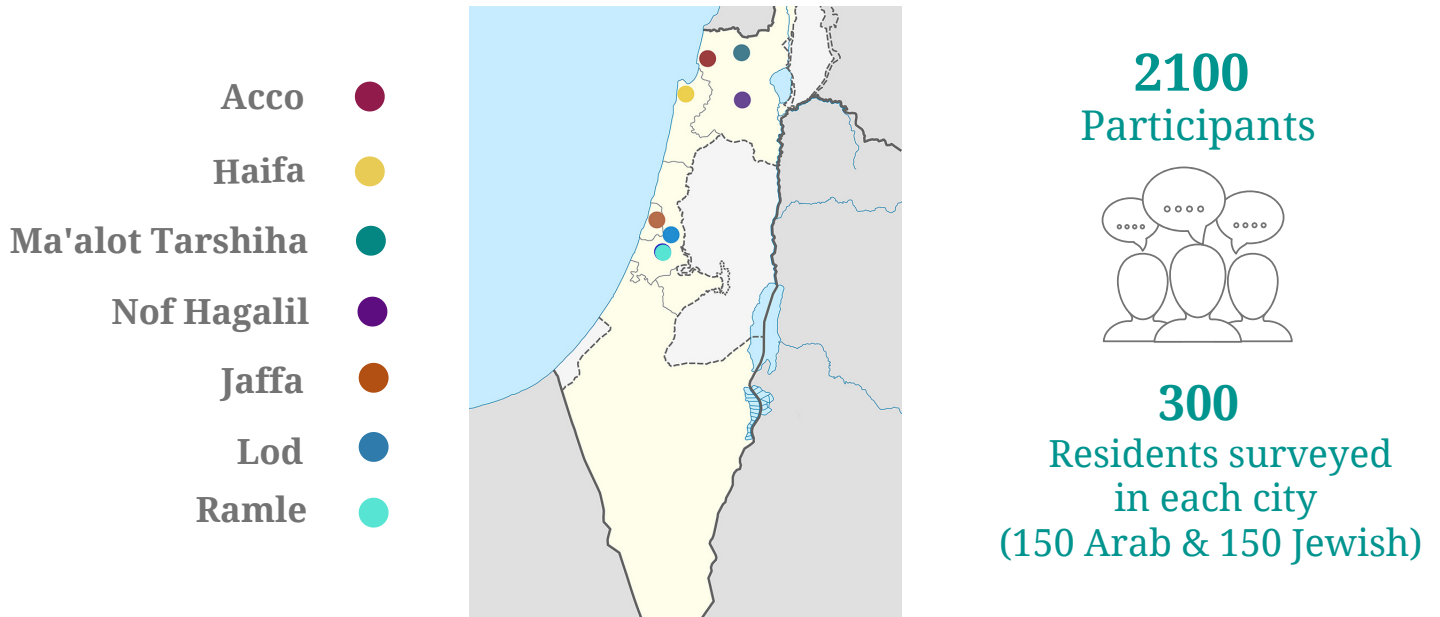 Acco
Haifa
Ma'alot Tarshiha
Nof Hagalil
Jaffa
Lod
Ramle
2100
Participants
300
Residents surveyed
in each city
(150 Arab & 150 Jewish)